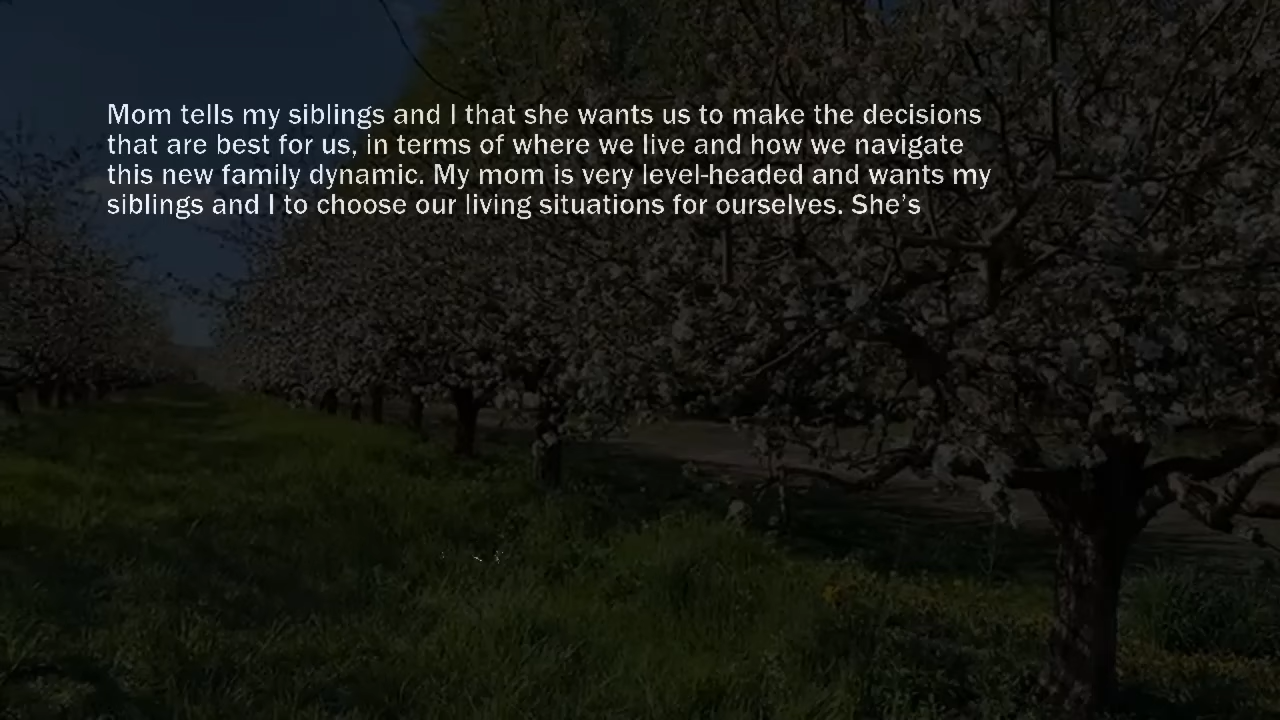 Mom tells my siblings and I that she wants us to make the decisions
that are best for us, in terms of where we live and how we navigate
this new family dynamic. My mom is very level-headed and wants my
siblings and I to choose our living situations for ourselves. She’s